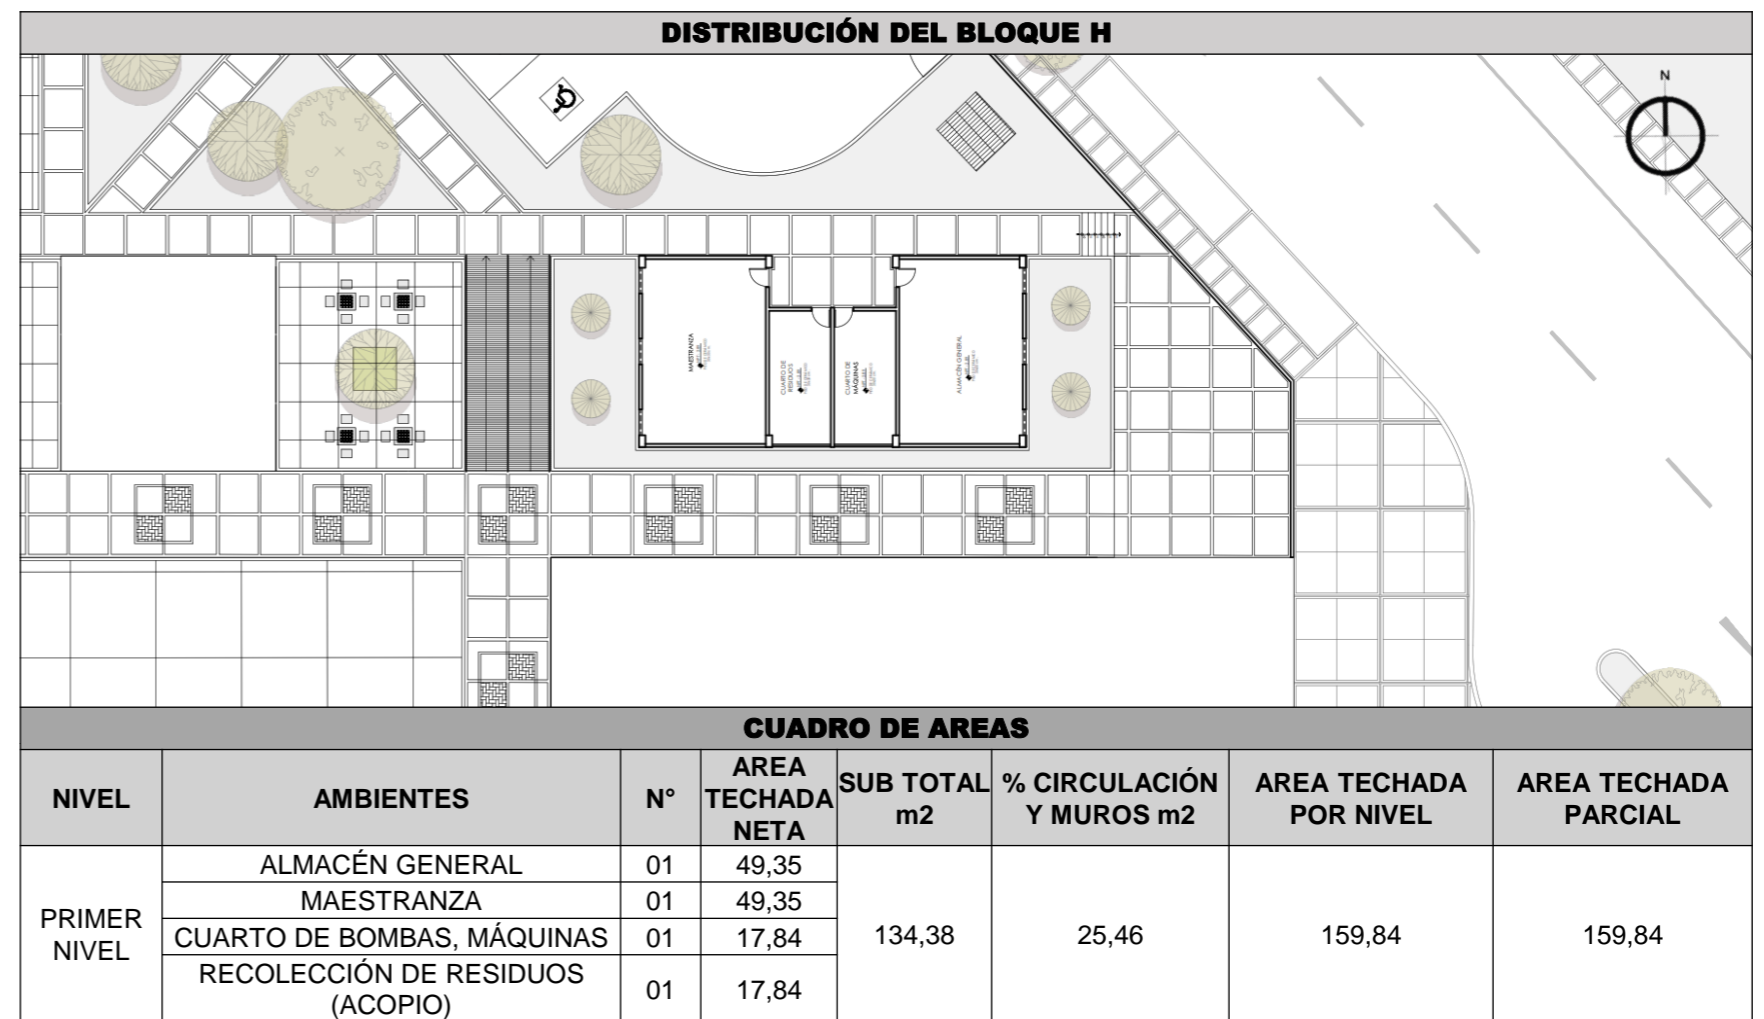 DISTRIBUCIÓN DEL BLOQUE H
N
MAESTRANZA
CUARTO DE
RESIDUOS
CUARTO DE
MÁQUINAS
ALMACÉN GENERAL
CUADRO DE AREAS
NIVEL
AMBIENTES
N°
AREA
TECHADA
NETA
SUB TOTAL
m2
% CIRCULACIÓN
Y MUROS m2
AREA TECHADA
POR NIVEL
AREA TECHADA
PARCIAL
PRIMER
NIVEL
ALMACÉN GENERAL 01 49,35
MAESTRANZA 01 49,35
CUARTO DE BOMBAS, MÁQUINAS 01 17,84
RECOLECCIÓN DE RESIDUOS
(ACOPIO)
01 17,84
134,38 25,46 159,84 159,84